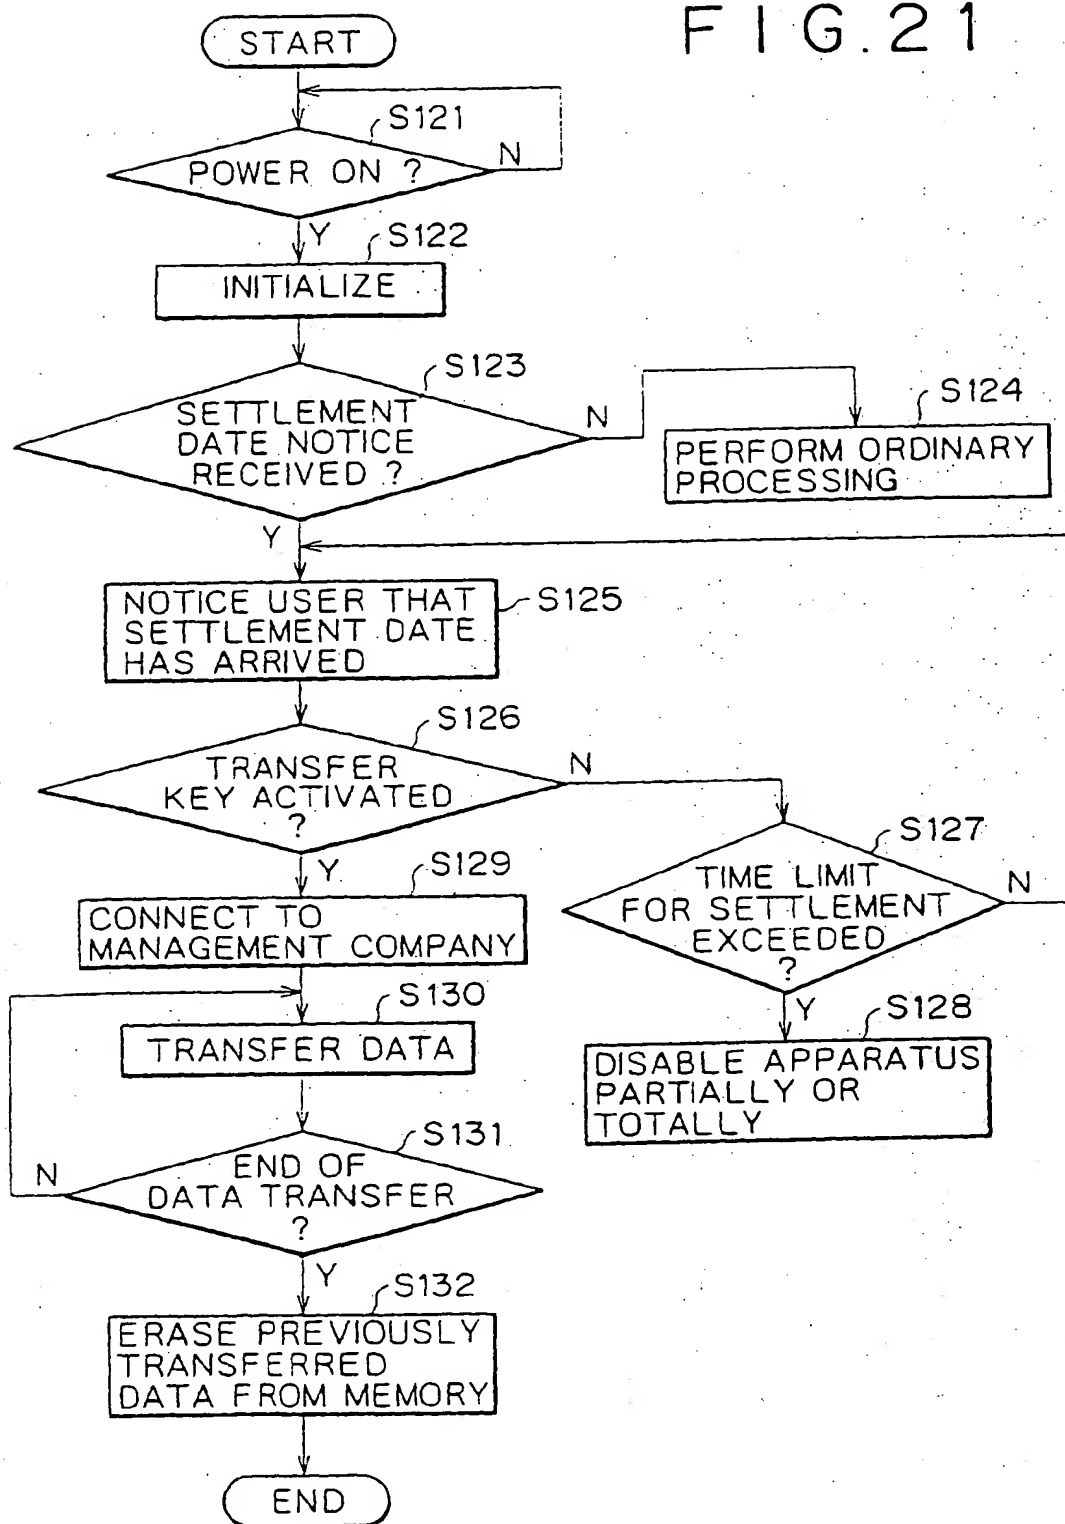 FIG.21
START
S121
POWER ON ?
N
Y
S122
INITIALIZE
S123
SETTLEMENT
DATE NOTICE
RECEIVED ?
N
S124
PERFORM ORDINARY
PROCESSING
Y
NOTICE USER THAT
SETTLEMENT DATE
HAS ARRIVED
S125
S126
TRANSFER
KEY ACTIVATED
?
N
S127
TIME LIMIT
FOR SETTLEMENT
EXCEEDED
?
N
Y
S128
DISABLE APPARATUS
PARTIALLY OR
TOTALLY
Y
S129
CONNECT TO
MANAGEMENT COMPANY
S130
TRANSFER DATA
S131
END OF
DATA TRANSFER
?
N
Y
S132
ERASE PREVIOUSLY
TRANSFERRED
DATA FROM MEMORY
END